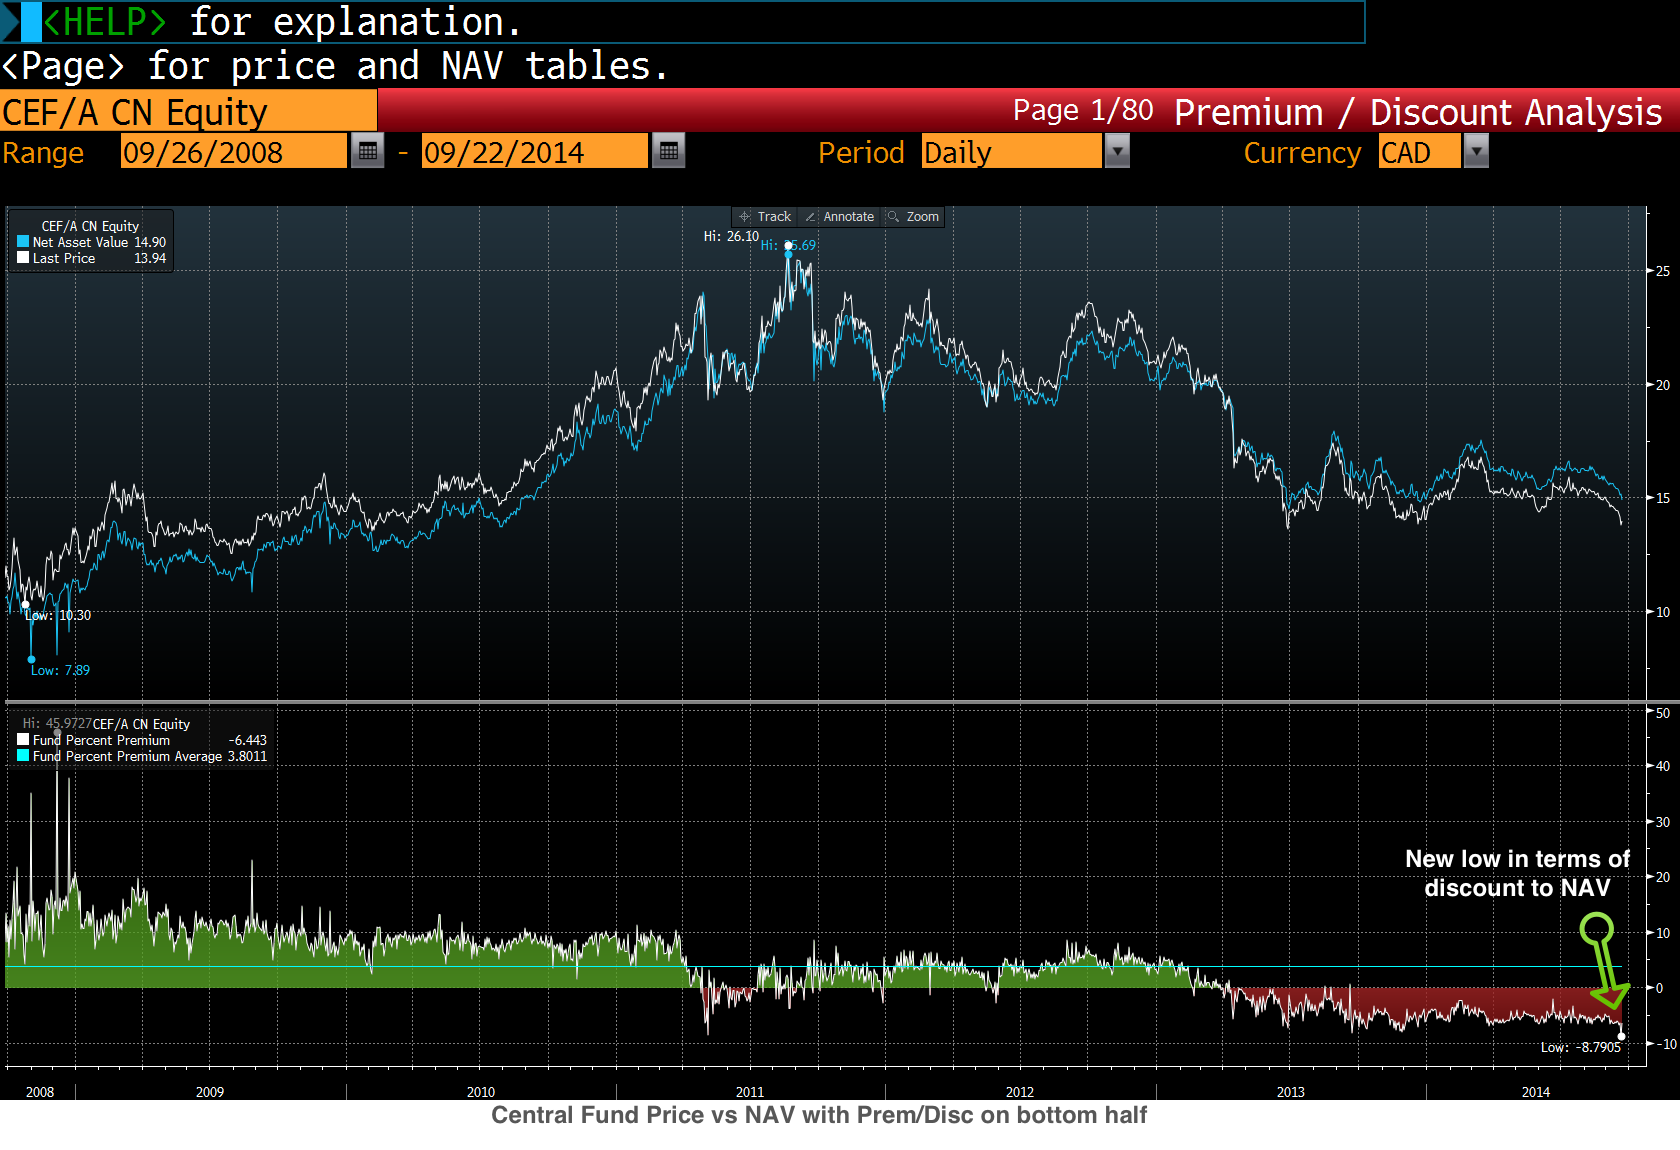 <HELP> for explanation.
<Page> for price and NAV tables.
CEF/A CN Equity Page 1/80 Premium / Discount Analysis
Range 09/26/2008 - 09/22/2014 Period Daily Currency CAD
Track Annotate Zoom
CEF/A CN Equity
Net Asset Value 14.90
Last Price 13.94
Hi: 26.10
Hi: 25.69
25
20
15
10
Low: 10.30
Low: 7.89
Hi: 45.9727 CEF/A CN Equity
Fund Percent Premium -6.443
Fund Percent Premium Average 3.8011
50
40
30
20
10
0
-10
New low in terms of
discount to NAV
Low: -8.7905
2008 2009 2010 2011 2012 2013 2014
Central Fund Price vs NAV with Prem/Disc on bottom half